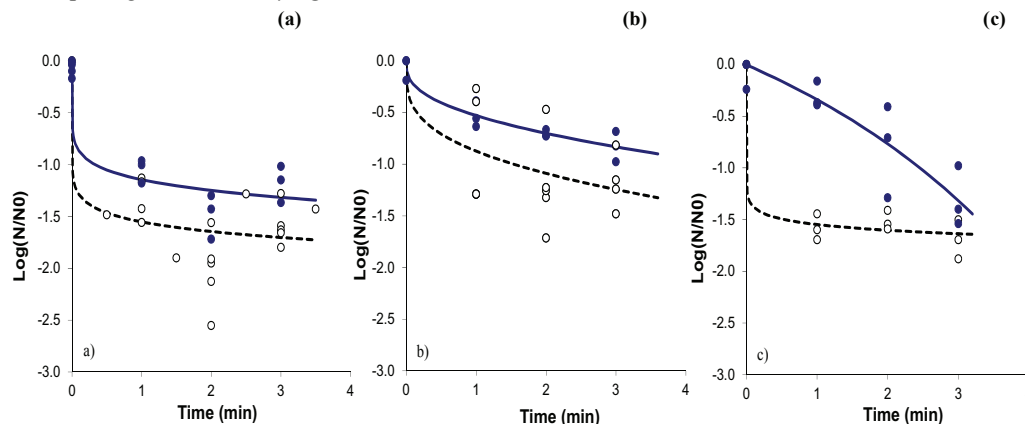 (a) (b) (c)
0.0 0.0 0.0
-0.5 -0.5 -0.5
-1.0 -1.0 -1.0
-1.5 -1.5 -1.5
-2.0 -2.0 -2.0
-2.5 -2.5 -2.5
-3.0 -3.0 -3.0
Log(N/N0) Log(N/N0) Log(N/N0)
a) b) c)
0 1 2 3 0 1 2 3 4 0 1 2 3
Time (min) Time (min) Time (min)